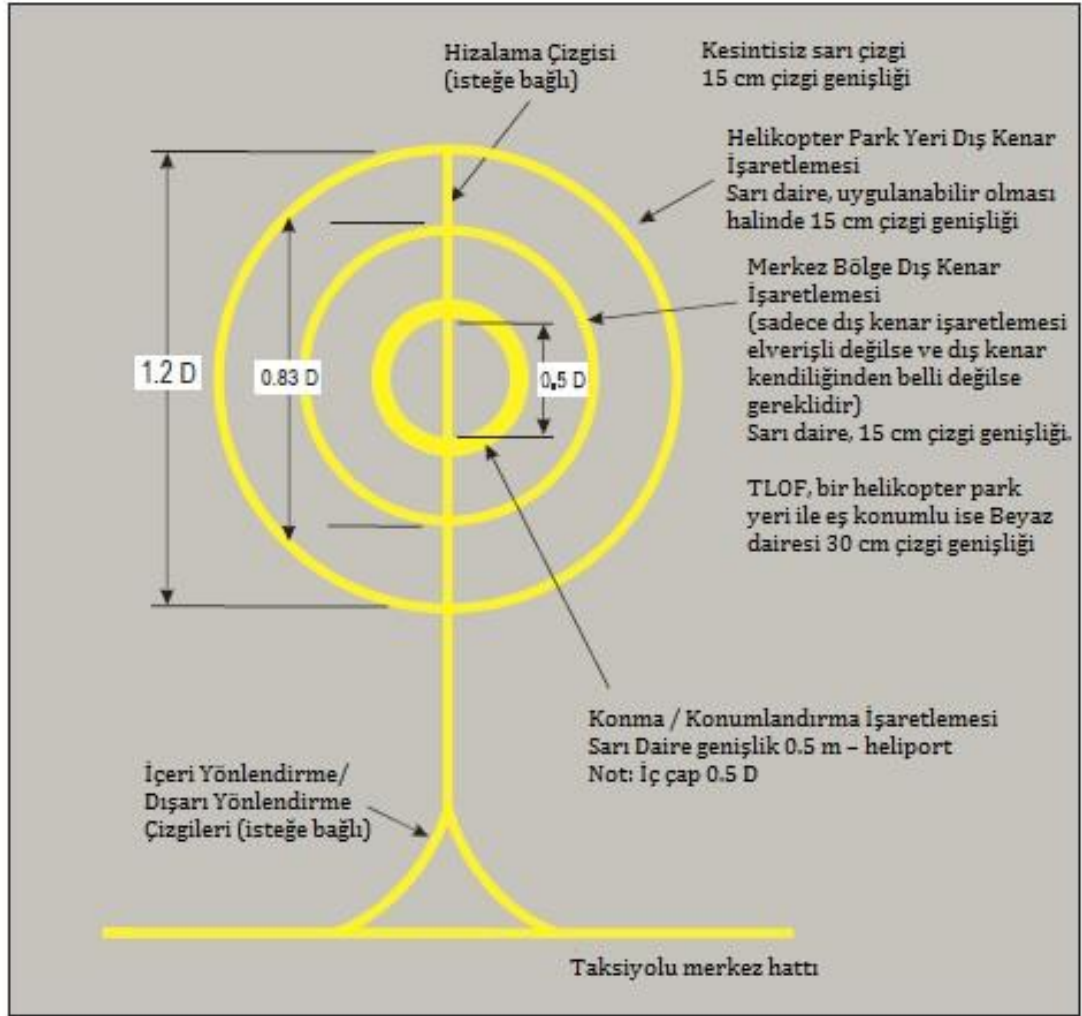 Hizalama Çizgisi
(isteğe bağlı)
Kesintisiz sarı çizgi
15 cm çizgi genişliği
Helikopter Park Yeri Dış Kenar
İşaretlemesi
Sarı daire, uygulanabilir olması
halinde 15 cm çizgi genişliği
Merkez Bölge Dış Kenar
İşaretlemesi
(sadece dış kenar işaretlemesi
elverişli değilse ve dış kenar
kendiliğinden belli değilse
gereklidir)
Sarı daire, 15 cm çizgi genişliği.
1.2 D
0.83 D
0.5 D
TLOF, bir helikopter park
yeri ile eş konumlu ise Beyaz
dairesi 30 cm çizgi genişliği
Konma / Konumlandırma İşaretlemesi
Sarı Daire genişlik 0.5 m – heliport
Not: İç çap 0.5 D
İçeri Yönlendirme/
Dışarı Yönlendirme
Çizgileri (isteğe bağlı)
Taksiyolu merkez hattı